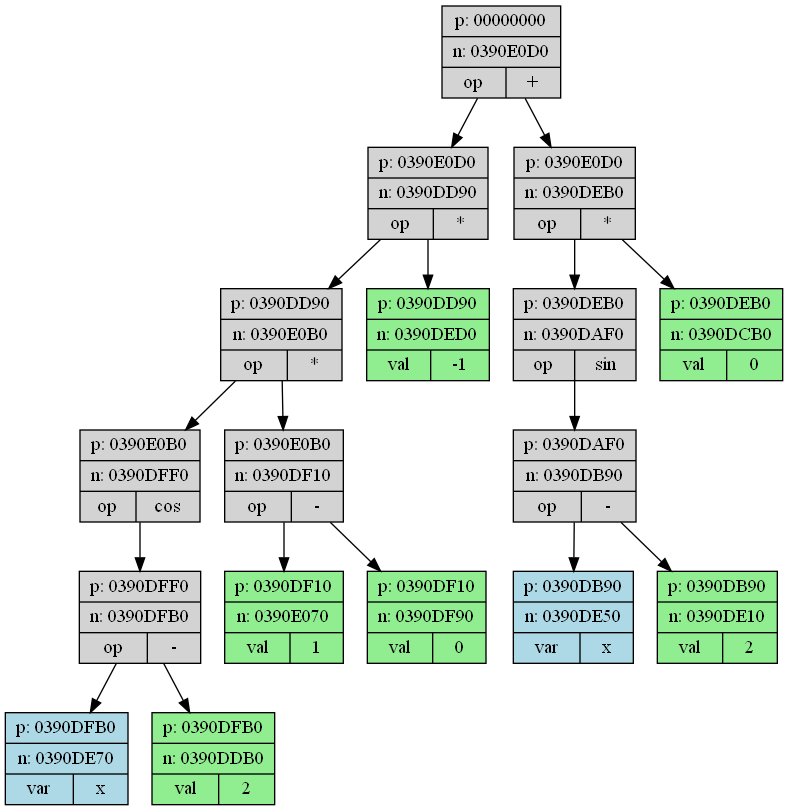 p: 00000000
n: 0390E0D0
op +
p: 0390E0D0
n: 0390DD90
op *
p: 0390E0D0
n: 0390DEB0
op *
p: 0390DD90
n: 0390E0B0
op *
p: 0390DD90
n: 0390DED0
val -1
p: 0390DEB0
n: 0390DAF0
op sin
p: 0390DEB0
n: 0390DCB0
val 0
p: 0390E0B0
n: 0390DFF0
op cos
p: 0390E0B0
n: 0390DF10
op -
p: 0390DAF0
n: 0390DB90
op -
p: 0390DFF0
n: 0390DFB0
op -
p: 0390DF10
n: 0390E070
val 1
p: 0390DF10
n: 0390DF90
val 0
p: 0390DB90
n: 0390DE50
var x
p: 0390DB90
n: 0390DE10
val 2
p: 0390DFB0
n: 0390DE70
var x
p: 0390DFB0
n: 0390DDB0
val 2